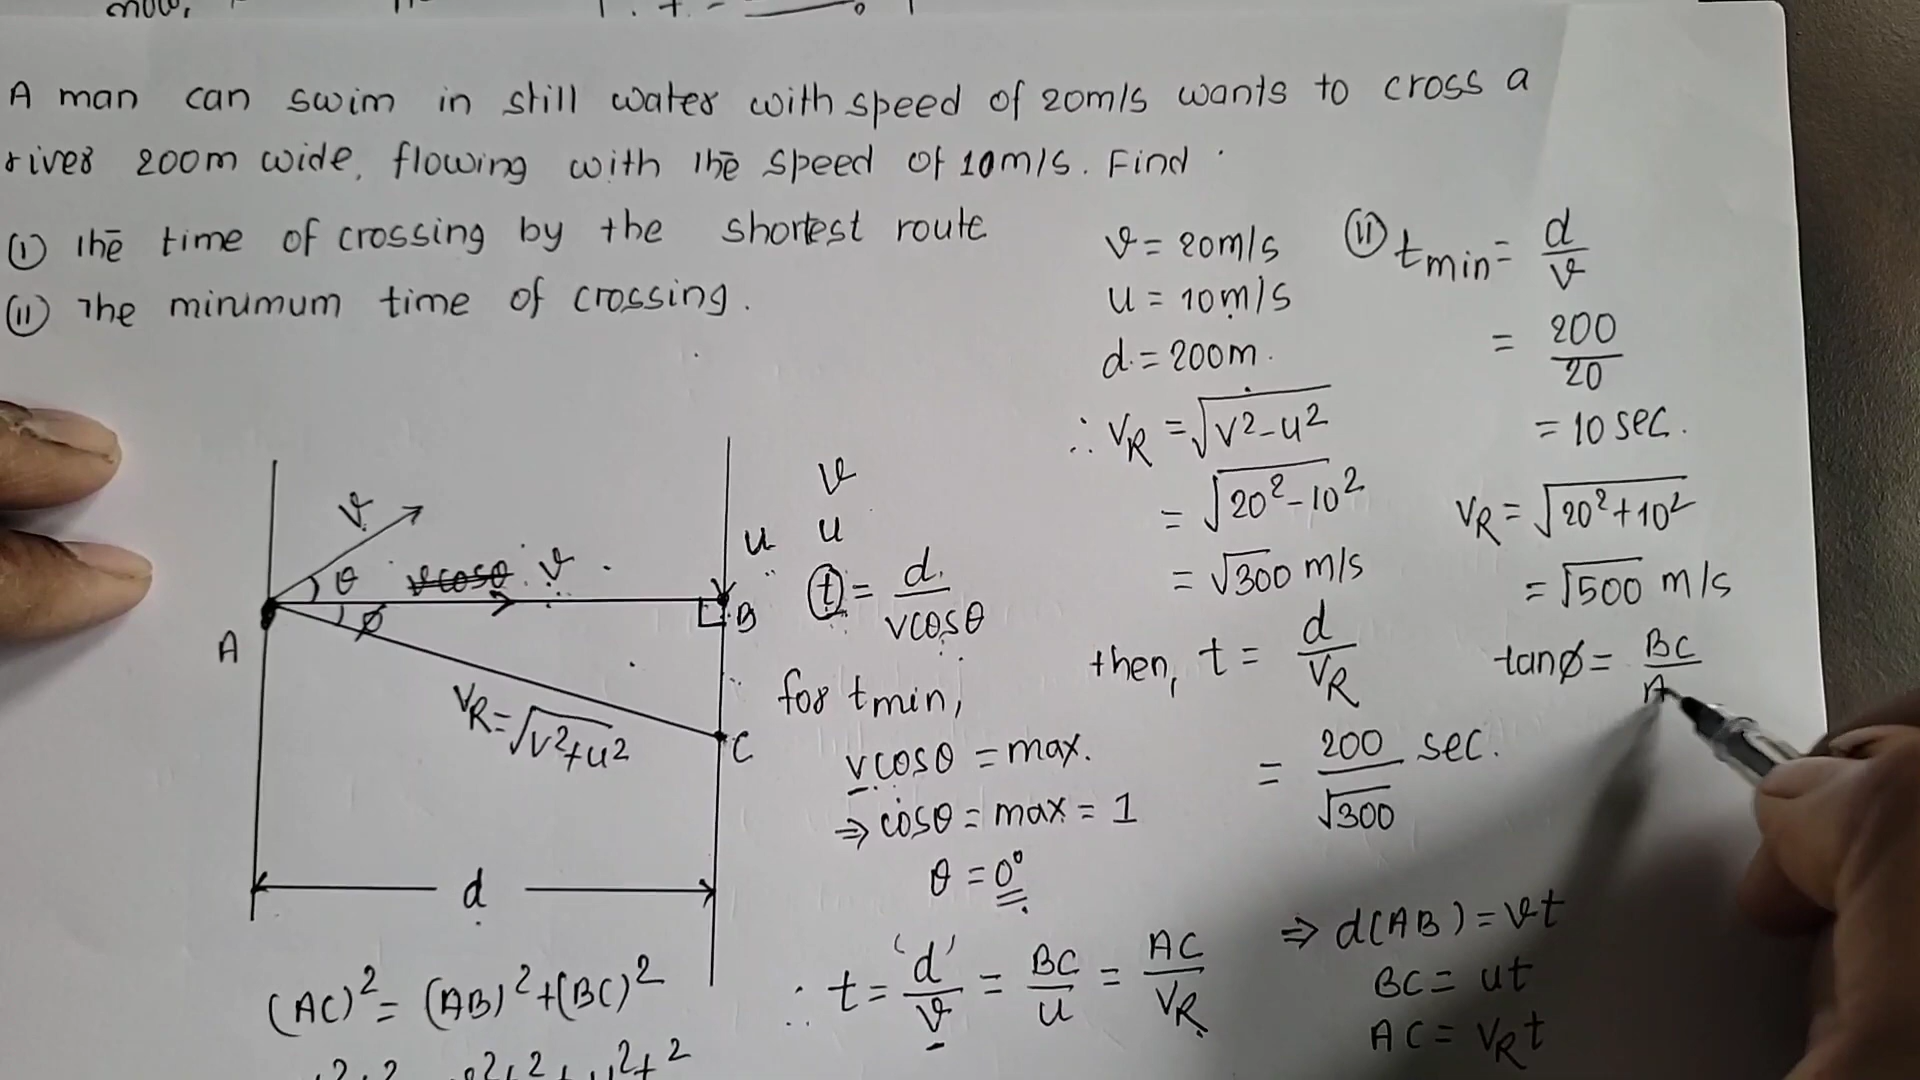 now,
A man can swim in still water with speed of 20m/s wants to cross a
river 200m wide, flowing with the speed of 10m/s. Find
(i) The time of crossing by the shortest route
(ii) The minimum time of crossing.
v = 20m/s
u = 10m/s
d = 200m.
∴ VR = √V²-u²
= √20²-10²
= √300 m/s
then, t = d/VR
= 200/√300 sec.
(ii) tmin = d/v
= 200/20
= 10 sec.
VR = √20²+10²
= √500 m/s
tanø = BC/A
v
θ
vcosθ v
A
ø
VR = √V²+u²
u
B
C
d
v
u
t = d/vcosθ
for tmin,
vcosθ = max.
⇒ cosθ = max = 1
θ = 0°
∴ t = 'd'/v = BC/u = AC/VR
⇒ d(AB) = vt
BC = ut
AC = VRt
(AC)² = (AB)²+(BC)²